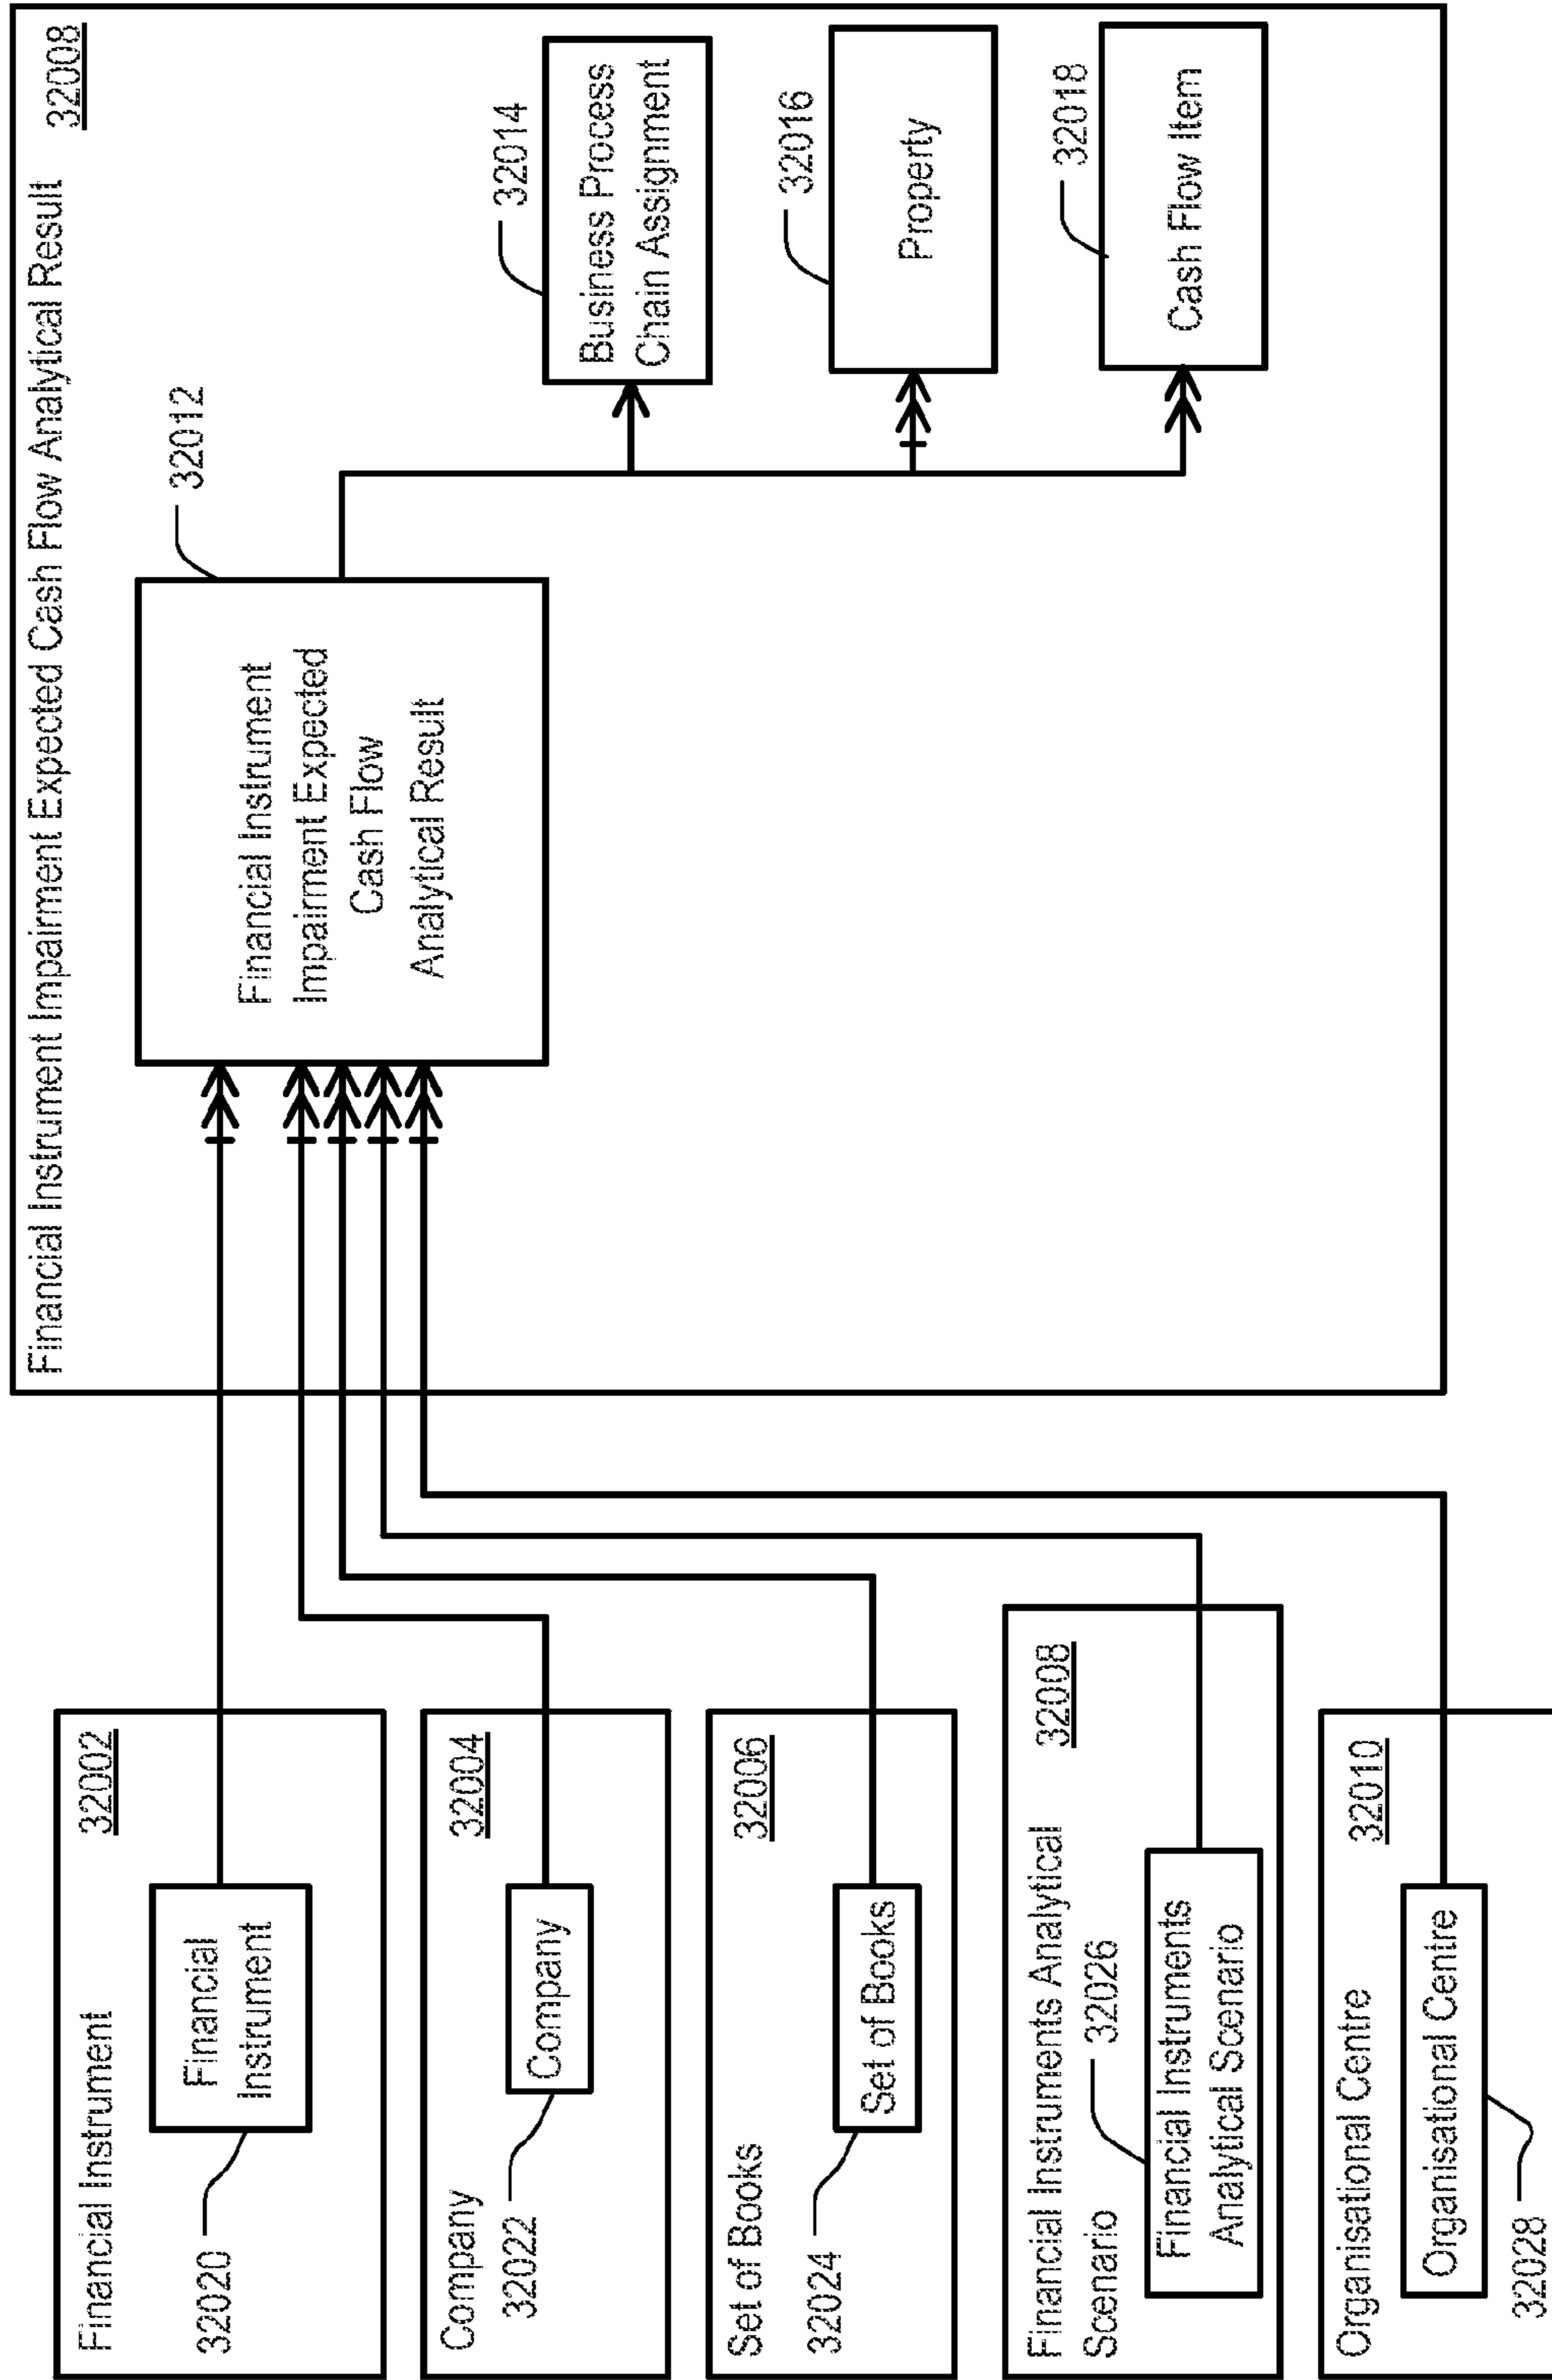 Financial Instrument
32002
Financial
Instrument
32020
Company
32004
Company
32022
Set of Books
32006
Set of Books
32024
Financial Instruments Analytical
Scenario
32008
32026
Financial Instruments
Analytical Scenario
Organisational Centre
32010
Organisational Centre
32028
Financial Instrument Impairment Expected Cash Flow Analytical Result
32008
32012
Financial Instrument
Impairment Expected
Cash Flow
Analytical Result
32014
Business Process
Chain Assignment
32016
Property
32018
Cash Flow Item